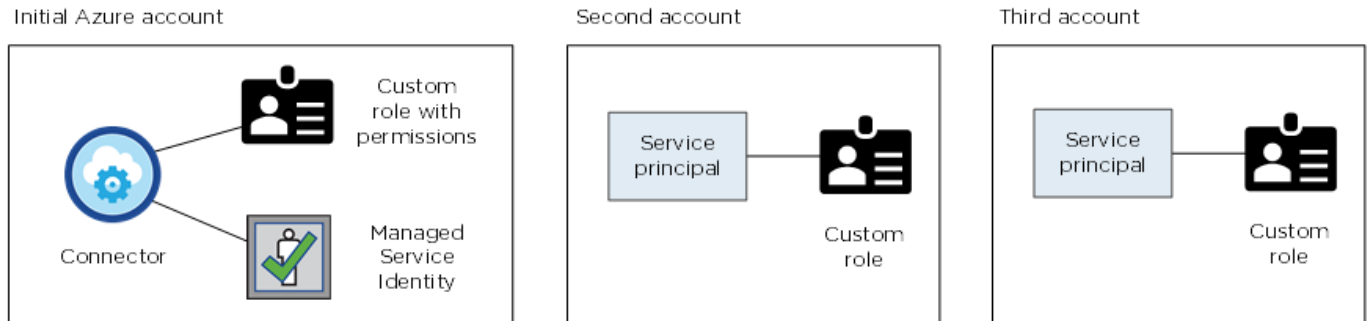 Initial Azure account
Second account
Third account
Custom
role with
permissions
Connector
Managed
Service
Identity
Service
principal
Custom
role
Service
principal
Custom
role